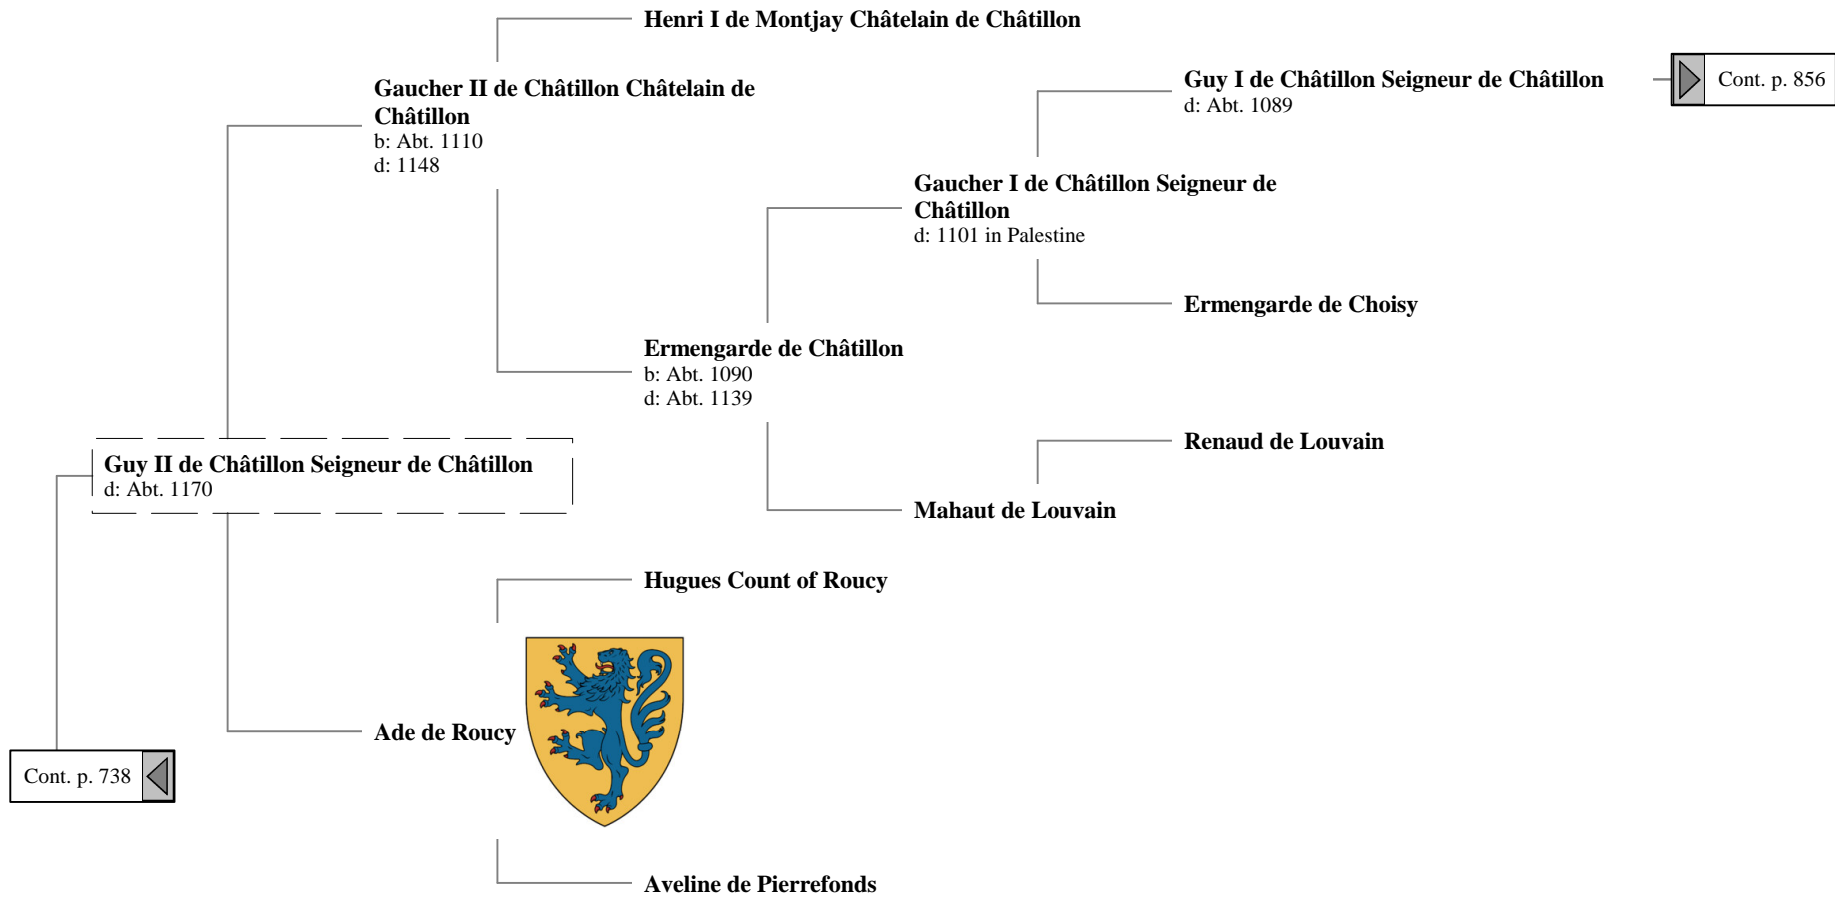 Henri I de Montjay Châtelain de Châtillon
Gaucher II de Châtillon Châtelain de
Châtillon
b: Abt. 1110
d: 1148
Guy I de Châtillon Seigneur de Châtillon
d: Abt. 1089
Cont. p. 856
Gaucher I de Châtillon Seigneur de
Châtillon
d: 1101 in Palestine
Ermengarde de Choisy
Ermengarde de Châtillon
b: Abt. 1090
d: Abt. 1139
Renaud de Louvain
Guy II de Châtillon Seigneur de Châtillon
d: Abt. 1170
Mahaut de Louvain
Hugues Count of Roucy
Ade de Roucy
Cont. p. 738
Aveline de Pierrefonds